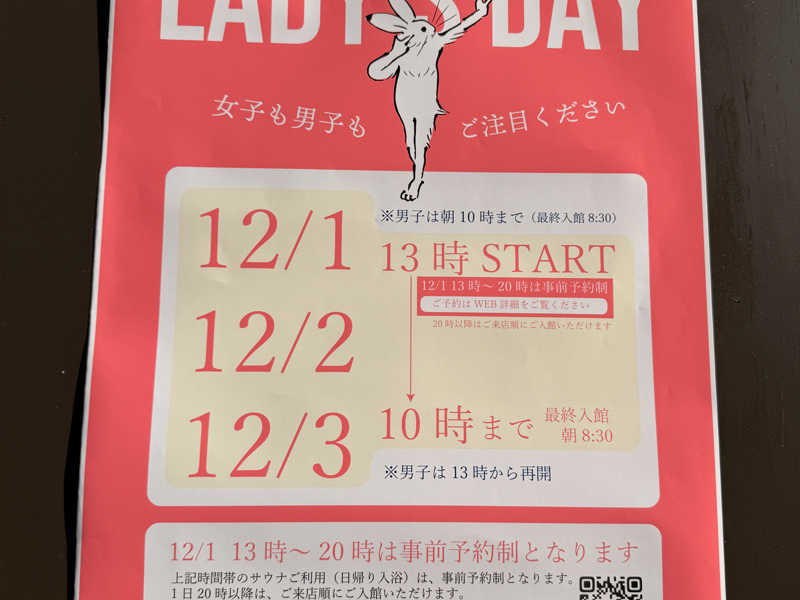 LADY'S DAY
女子も男子も ご注目ください
12/1 ※男子は朝10時まで（最終入館 8:30）
13時 START
12/1 13時～20時は事前予約制
ご予約は WEB 詳細をご覧ください
20時以降はご来店順にご入館いただけます
12/2
12/3 10時まで 最終入館
朝 8:30
※男子は13時から再開
12/1 13時～20時は事前予約制となります
上記時間帯のサウナご利用（日帰り入浴）は、事前予約制となります。
1日20時以降は、ご来店順にご入館いただけます。